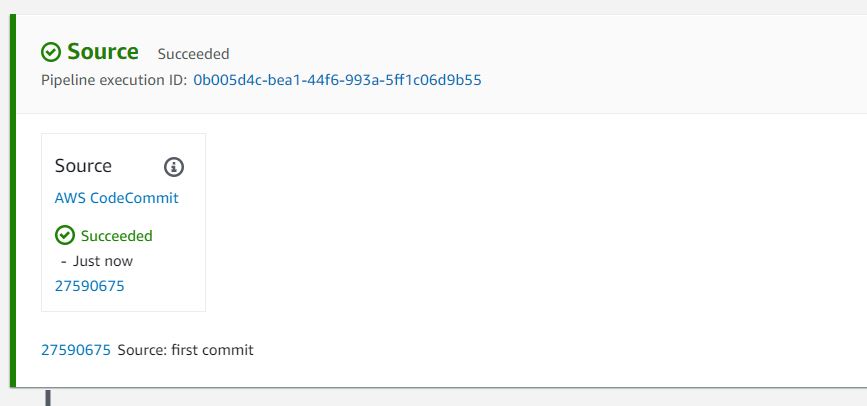 Source Succeeded
Pipeline execution ID: 0b005d4c-bea1-44f6-993a-5ff1c06d9b55
Source
AWS CodeCommit
Succeeded
- Just now
27590675
27590675 Source: first commit